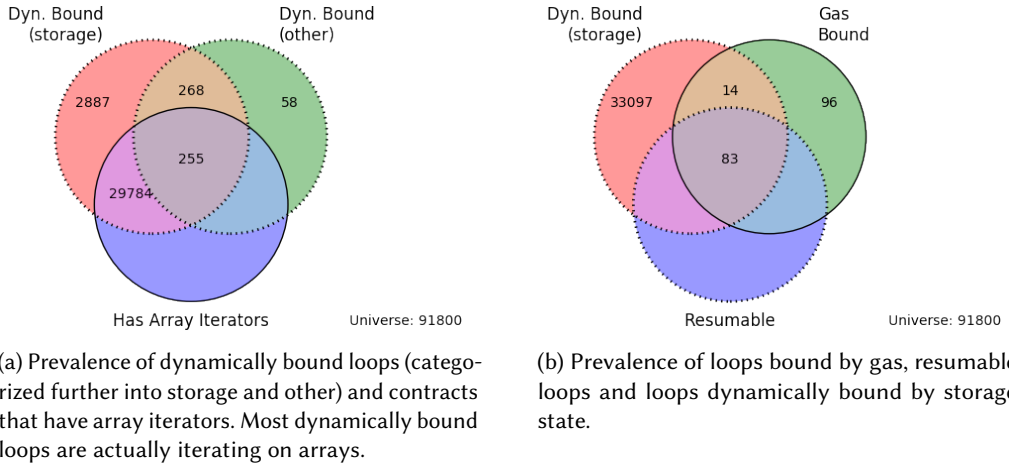 Dyn. Bound
(storage)
Dyn. Bound
(other)
2887
268
58
255
29784
Has Array Iterators
Universe: 91800
(a) Prevalence of dynamically bound loops (catego-
rized further into storage and other) and contracts
that have array iterators. Most dynamically bound
loops are actually iterating on arrays.
Dyn. Bound
(storage)
Gas
Bound
33097
14
96
83
Resumable
Universe: 91800
(b) Prevalence of loops bound by gas, resumable
loops and loops dynamically bound by storage
state.